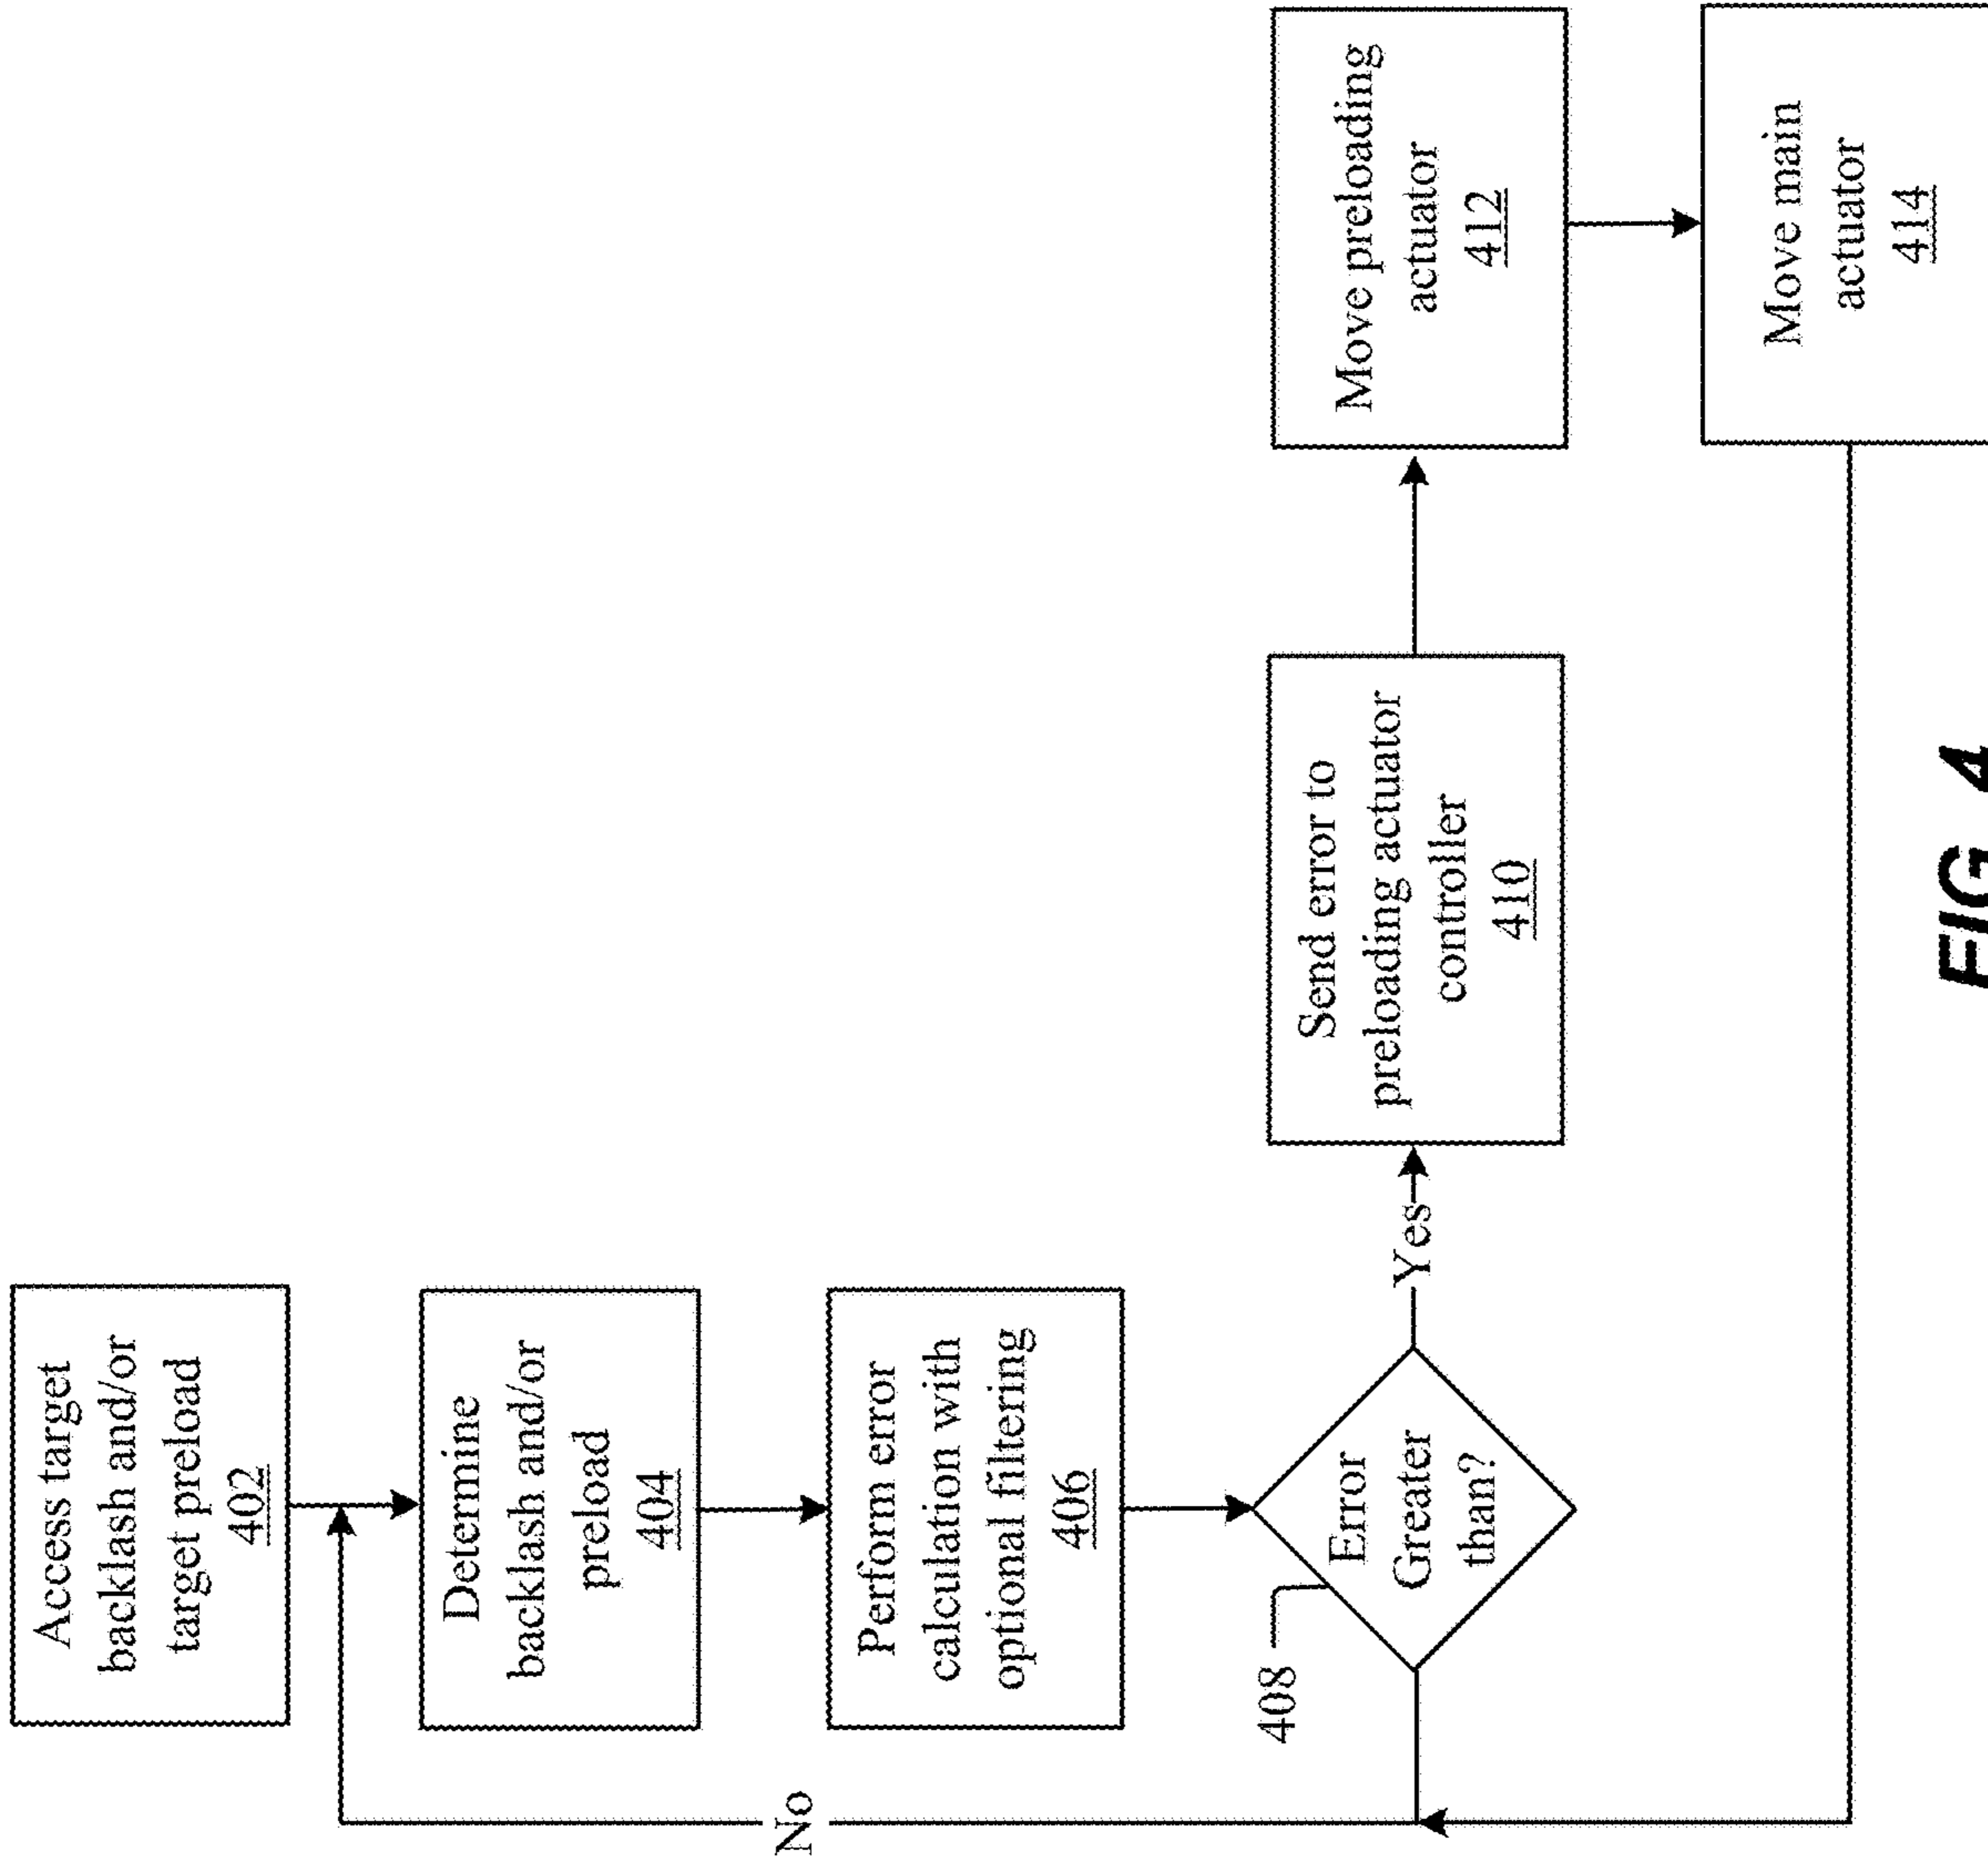 Access target
backlash and/or
target preload
402
Determine
backlash and/or
preload
404
Perform error
calculation with
optional filtering
406
408
Error
Greater
than?
No
Yes
Send error to
preloading actuator
controller
410
Move preloading
actuator
412
Move main
actuator
414
FIG. 4